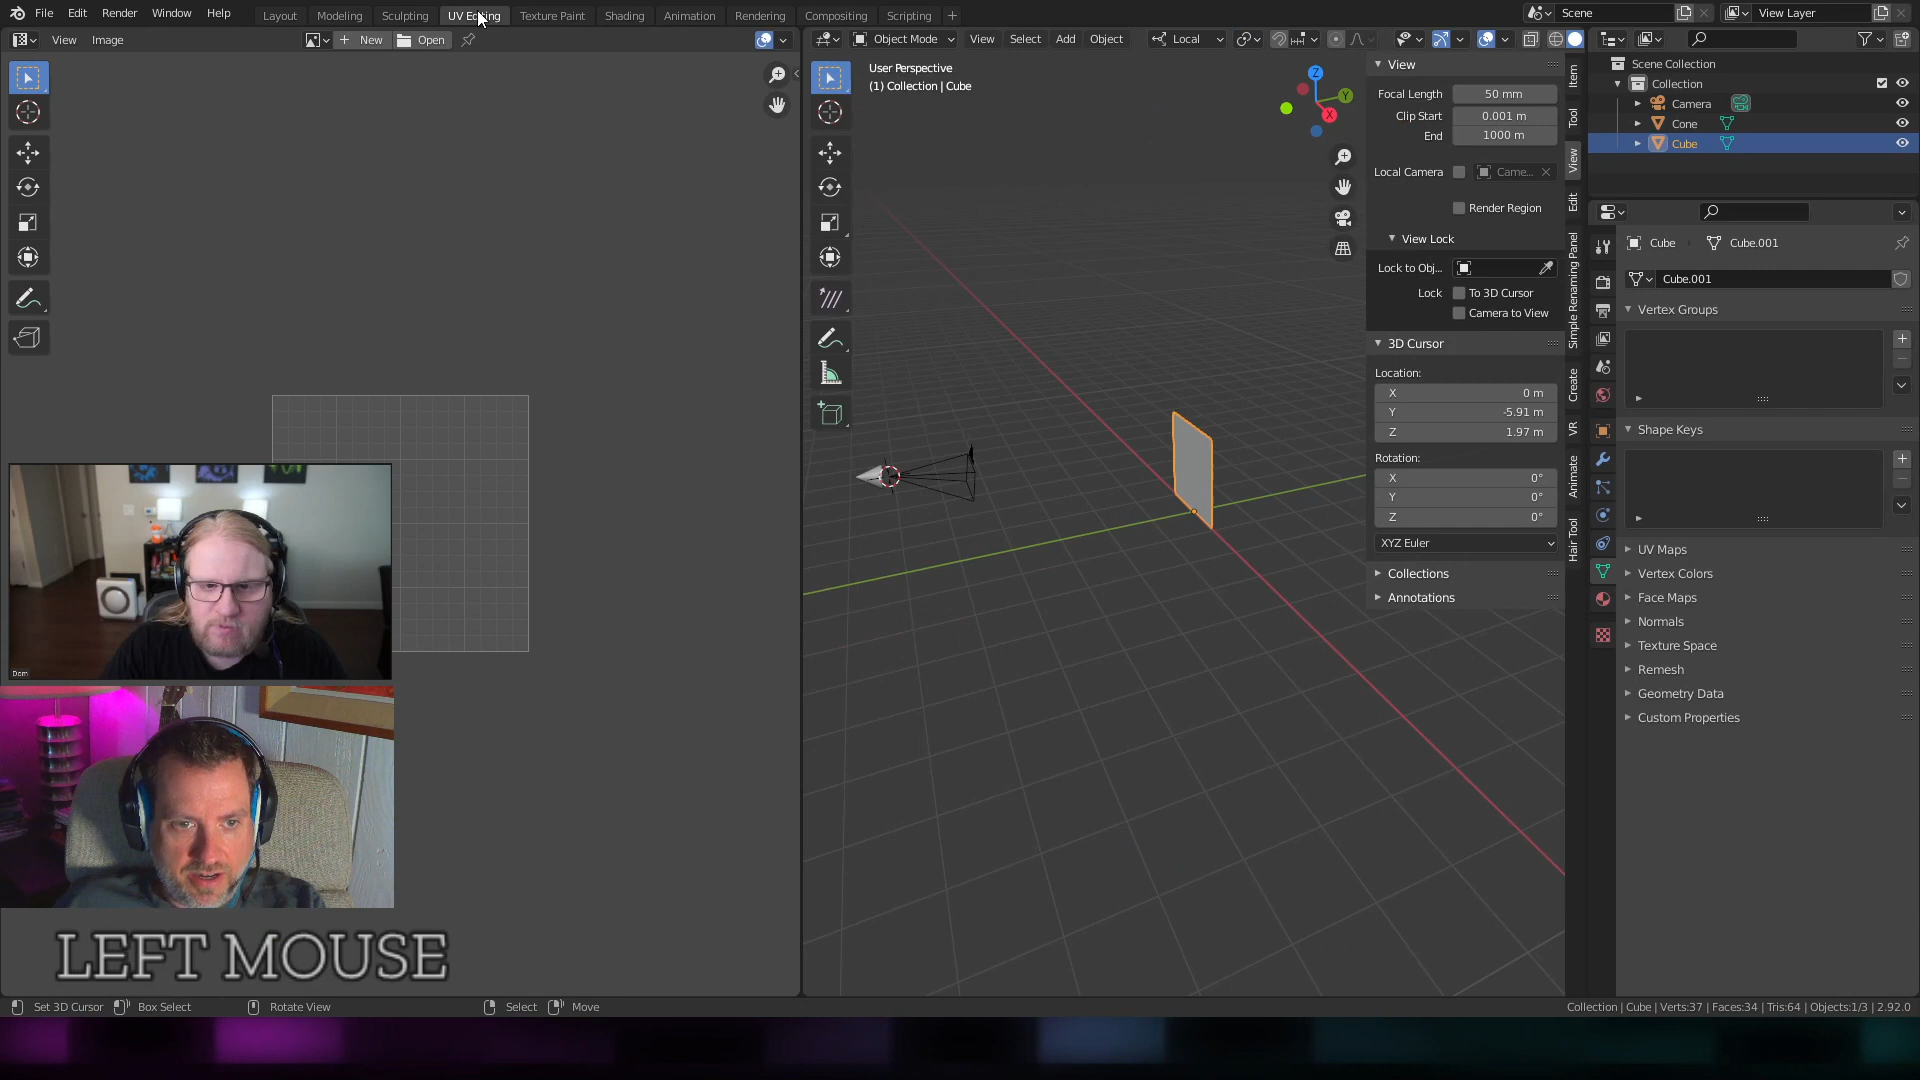 File Edit Render Window Help
Layout Modeling Sculpting UV Editing Texture Paint Shading Animation Rendering Compositing Scripting +
Scene
View Layer
View Image
New Open
Object Mode
View Select Add Object
Local
User Perspective
(1) Collection | Cube
Z
Y
X
View
Focal Length 50 mm
Clip Start 0.001 m
End 1000 m
Local Camera Came...
Render Region
View Lock
Lock to Obj...
Lock To 3D Cursor
Camera to View
3D Cursor
Location:
X 0 m
Y -5.91 m
Z 1.97 m
Rotation:
X 0°
Y 0°
Z 0°
XYZ Euler
Collections
Annotations
Item
Tool
View
Edit
Simple Renaming Panel
Create
VR
Animate
Hair Tool
Scene Collection
Collection
Camera
Cone
Cube
Cube Cube.001
Cube.001
Vertex Groups
Shape Keys
UV Maps
Vertex Colors
Face Maps
Normals
Texture Space
Remesh
Geometry Data
Custom Properties
Dom
LEFT MOUSE
Set 3D Cursor Box Select Rotate View Select Move
Collection | Cube | Verts:37 | Faces:34 | Tris:64 | Objects:1/3 | 2.92.0